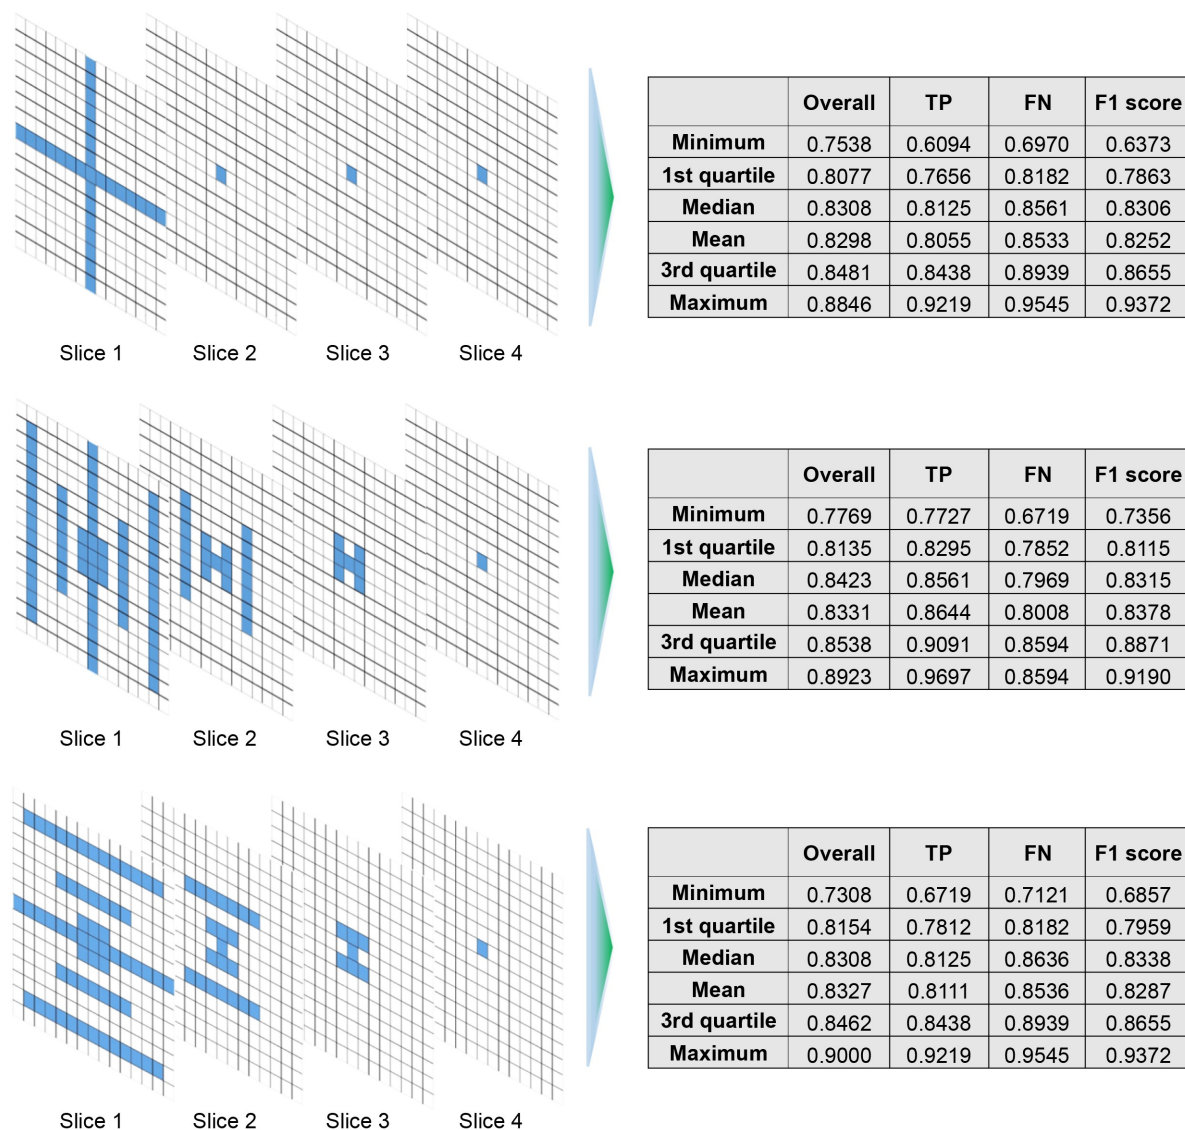 Overall TP FN F1 score
Minimum 0.7538 0.6094 0.6970 0.6373
1st quartile 0.8077 0.7656 0.8182 0.7863
Median 0.8308 0.8125 0.8561 0.8306
Mean 0.8298 0.8055 0.8533 0.8252
3rd quartile 0.8481 0.8438 0.8939 0.8655
Maximum 0.8846 0.9219 0.9545 0.9372
Slice 1 Slice 2 Slice 3 Slice 4
Overall TP FN F1 score
Minimum 0.7769 0.7727 0.6719 0.7356
1st quartile 0.8135 0.8295 0.7852 0.8115
Median 0.8423 0.8561 0.7969 0.8315
Mean 0.8331 0.8644 0.8008 0.8378
3rd quartile 0.8538 0.9091 0.8594 0.8871
Maximum 0.8923 0.9697 0.8594 0.9190
Slice 1 Slice 2 Slice 3 Slice 4
Overall TP FN F1 score
Minimum 0.7308 0.6719 0.7121 0.6857
1st quartile 0.8154 0.7812 0.8182 0.7959
Median 0.8308 0.8125 0.8636 0.8338
Mean 0.8327 0.8111 0.8536 0.8287
3rd quartile 0.8462 0.8438 0.8939 0.8655
Maximum 0.9000 0.9219 0.9545 0.9372
Slice 1 Slice 2 Slice 3 Slice 4